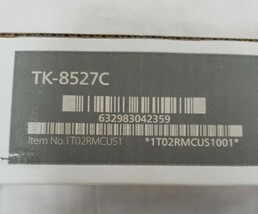 TK-8527C
632983042359
Item No.1T02RMCUS1 *1T02RMCUS1001*